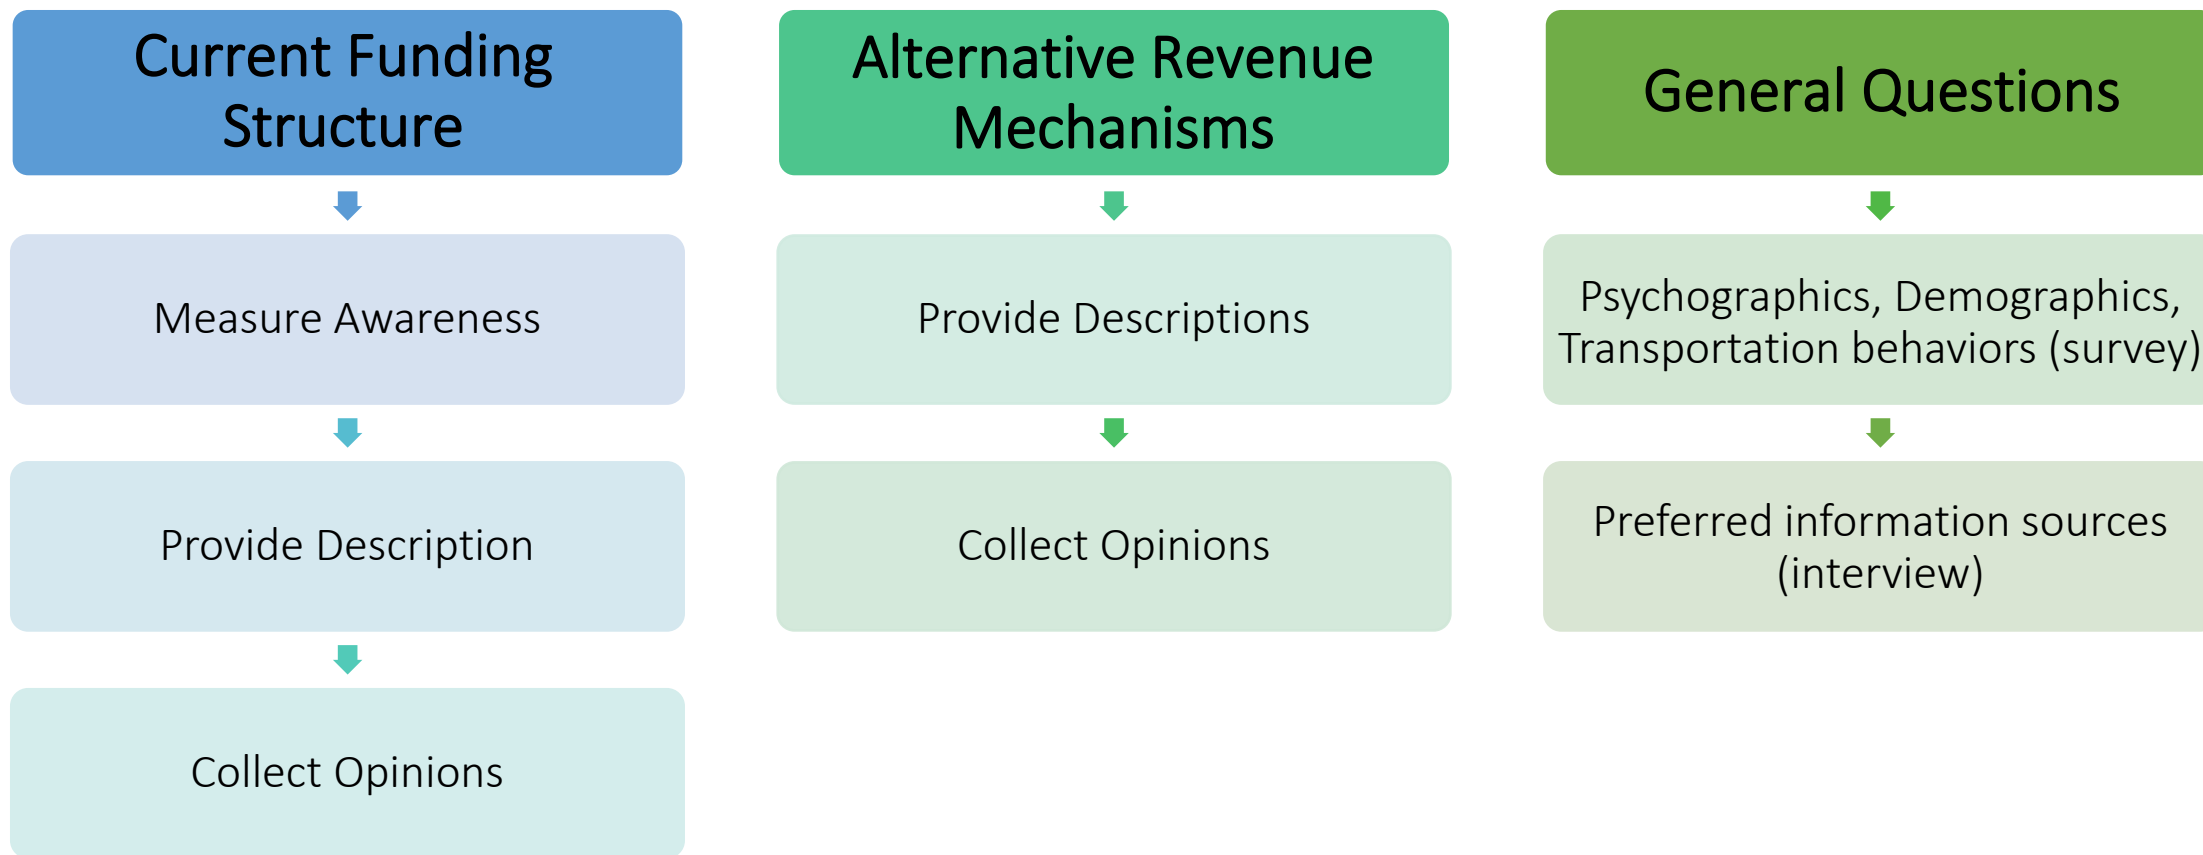 Current Funding
Structure
Measure Awareness
Provide Description
Collect Opinions
Alternative Revenue
Mechanisms
Provide Descriptions
Collect Opinions
General Questions
Psychographics, Demographics,
Transportation behaviors (survey)
Preferred information sources
(interview)